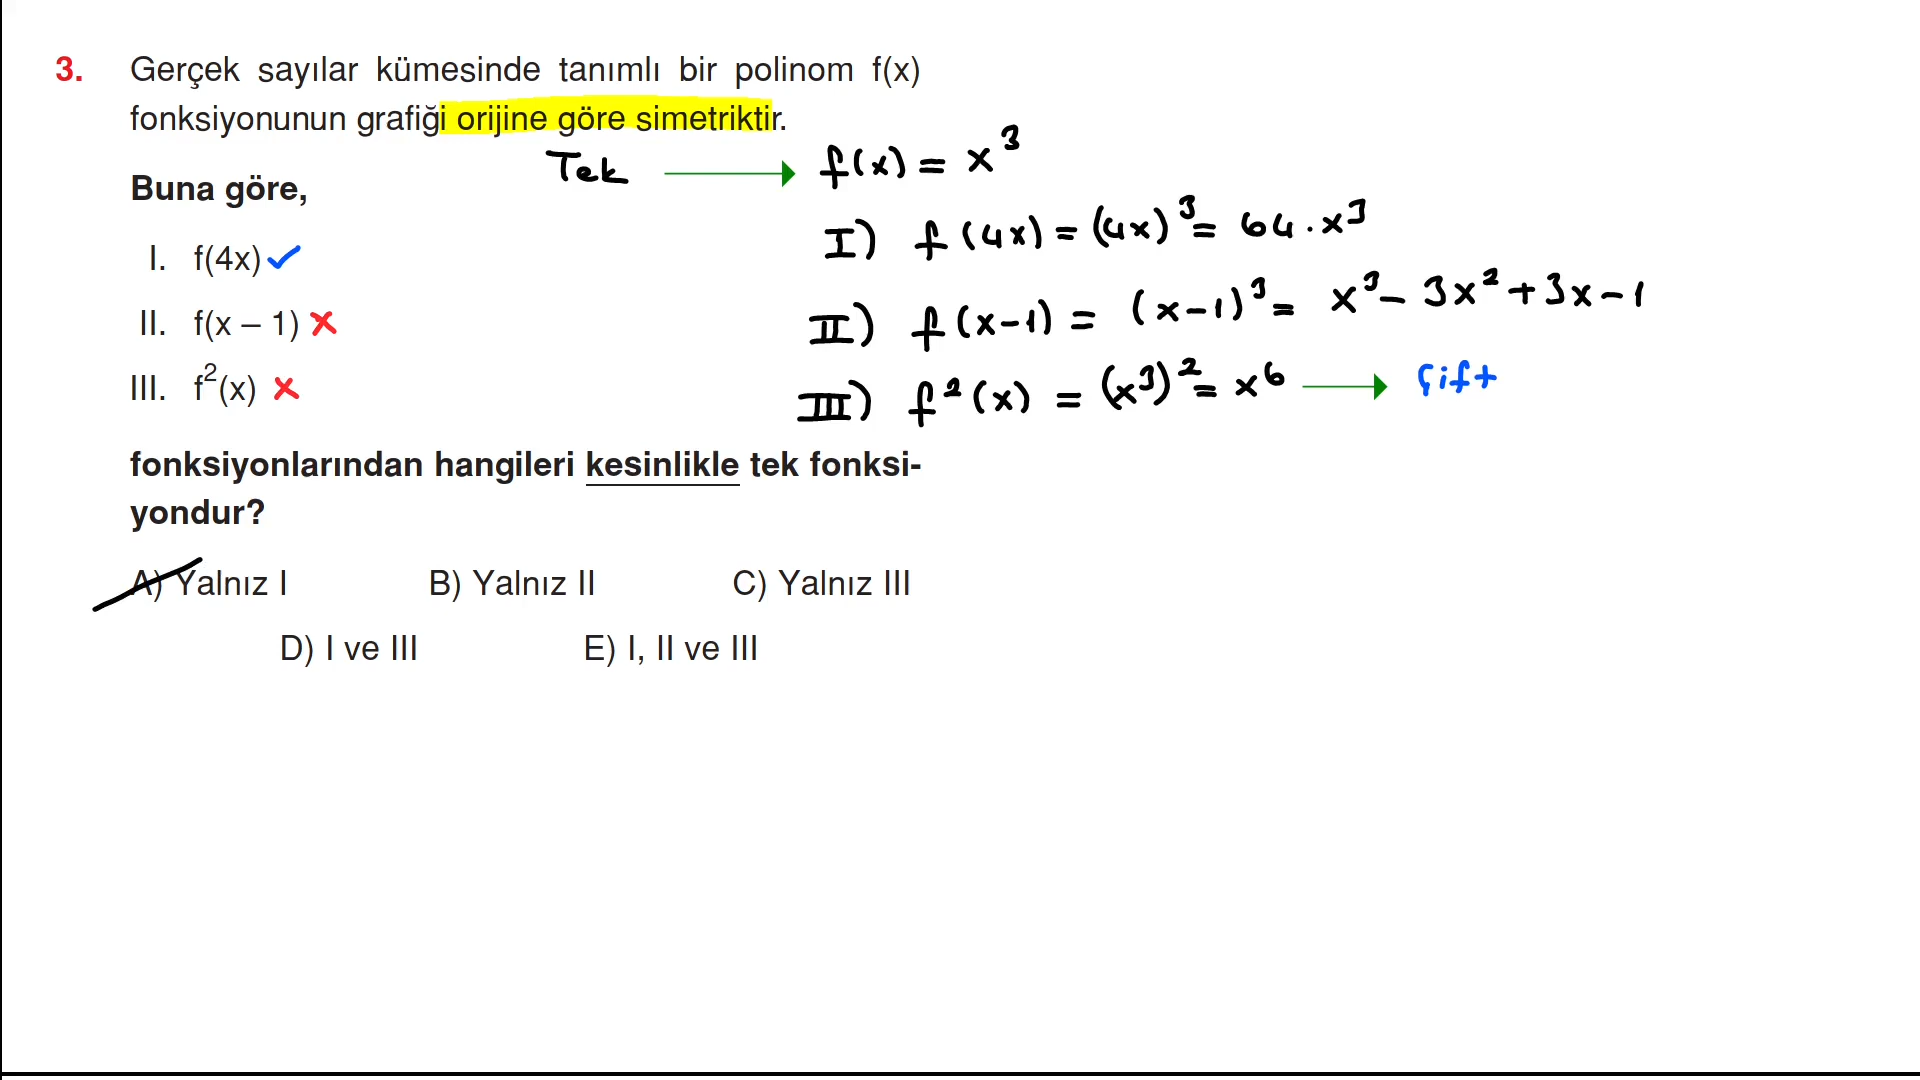 3. Gerçek sayılar kümesinde tanımlı bir polinom f(x)
fonksiyonunun grafiği orijine göre simetriktir.
Tek → f(x) = x³
Buna göre,
I. f(4x) ✓
II. f(x – 1) ✗
III. f²(x) ✗
I) f(4x) = (4x)³ = 64 · x³
II) f(x-1) = (x-1)³ = x³ - 3x² + 3x - 1
III) f²(x) = (x³)² = x⁶ → Çift
fonksiyonlarından hangileri kesinlikle tek fonksi-
yondur?
A) Yalnız I B) Yalnız II C) Yalnız III
D) I ve III E) I, II ve III